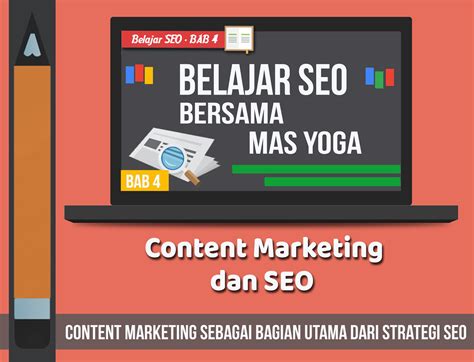 Belajar SEO - BAB 4
BELAJAR SEO
BERSAMA
MAS YOGA
BAB 4
Content Marketing
dan SEO
CONTENT MARKETING SEBAGAI BAGIAN UTAMA DARI STRATEGI SEO